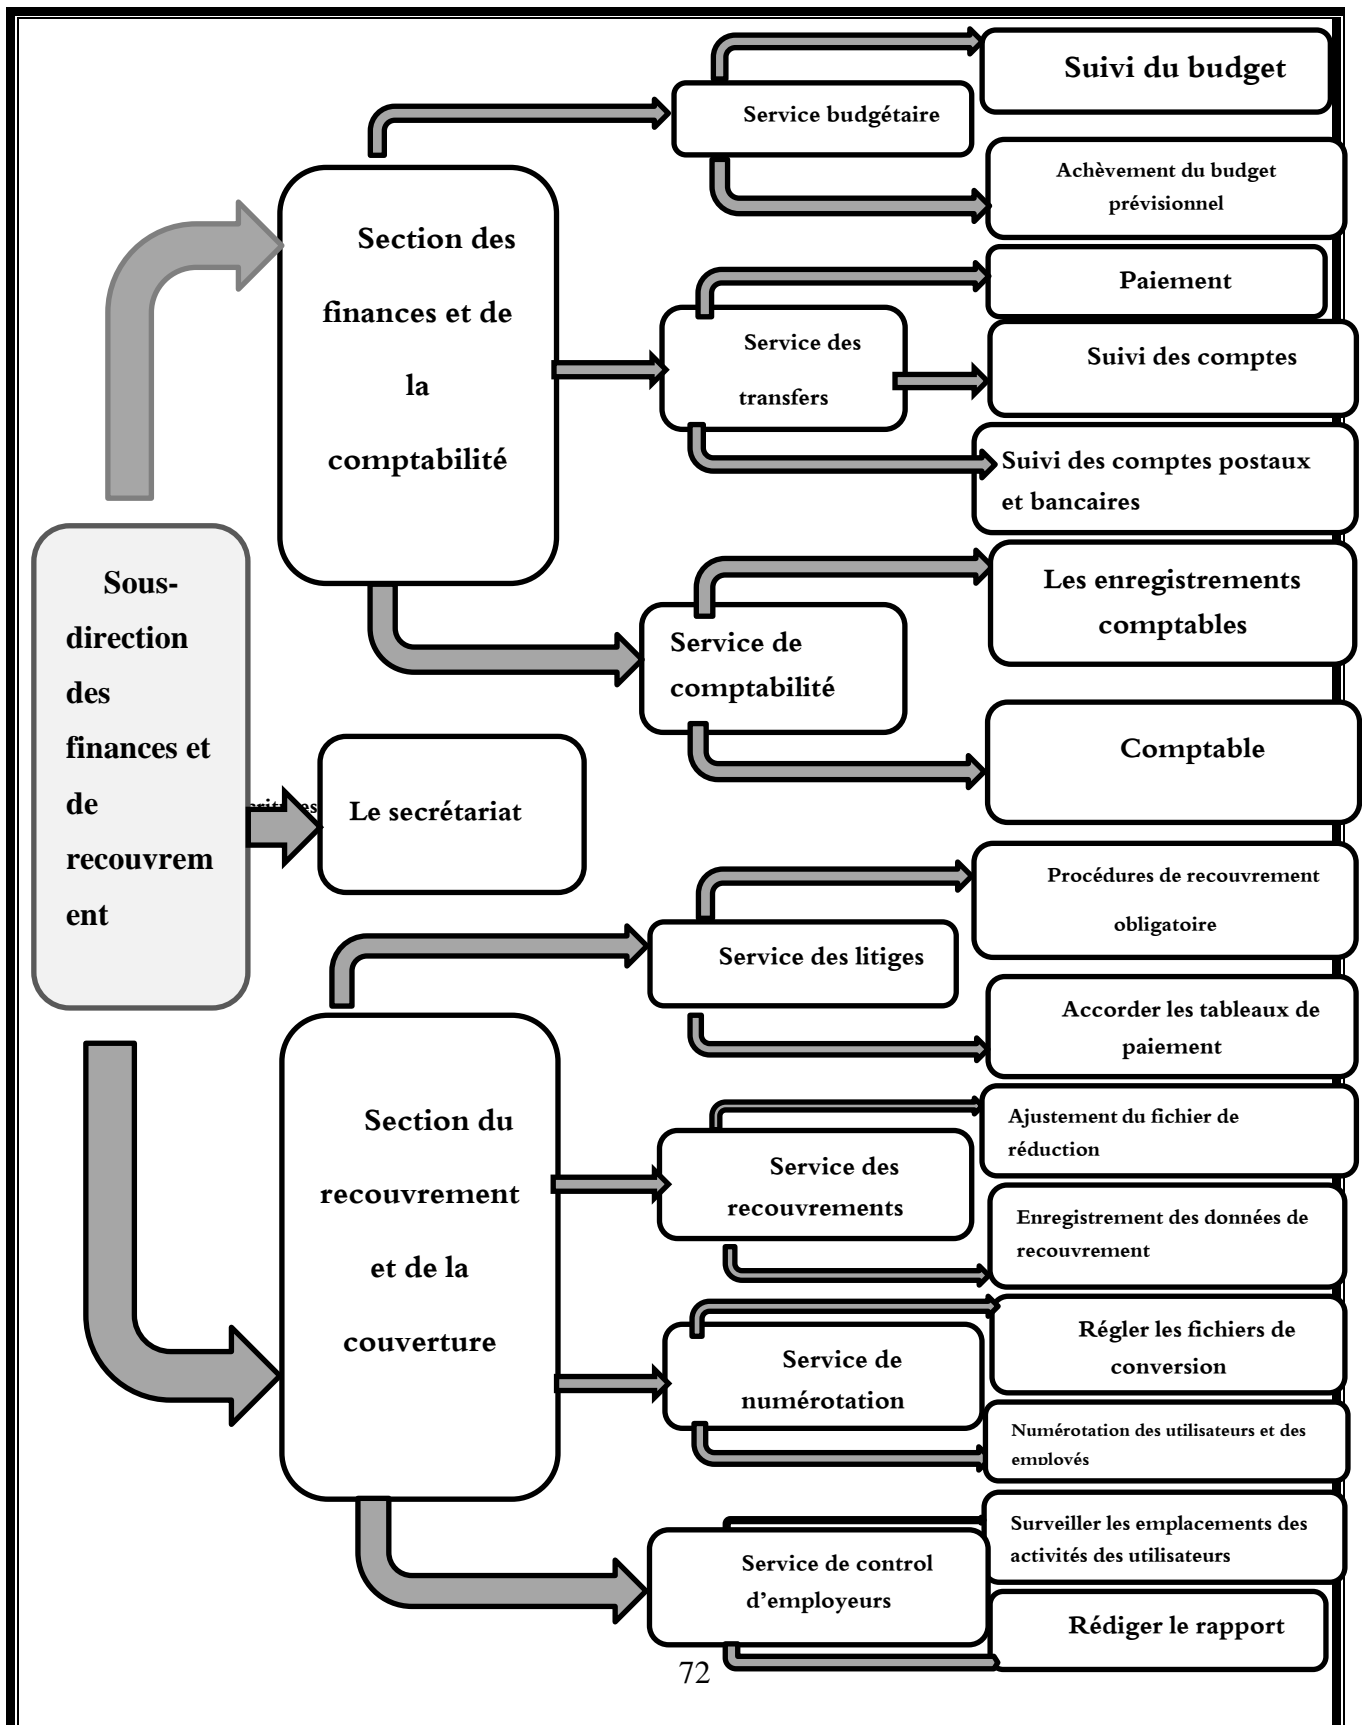 Suivi du budget
Service budgétaire
Achèvement du budget
prévisionnel
Section des
finances et de
la
comptabilité
Paiement
Service des
transfers
Suivi des comptes
Suivi des comptes postaux
et bancaires
Sous-
direction
des
finances et
de
recouvrem
ent
Les enregistrements
comptables
Service de
comptabilité
Comptable
Le secrétariat
Procédures de recouvrement
obligatoire
Service des litiges
Accorder les tableaux de
paiement
Section du
recouvrement
et de la
couverture
Ajustement du fichier de
réduction
Service des
recouvrements
Enregistrement des données de
recouvrement
Régler les fichiers de
conversion
Service de
numérotation
Numérotation des utilisateurs et des
employés
Surveiller les emplacements des
activités des utilisateurs
Service de control
d'employeurs
Rédiger le rapport
72